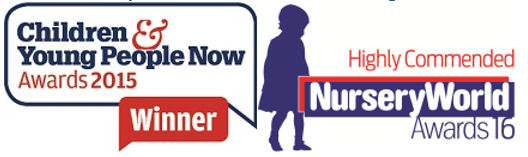 Children &
Young People Now
Awards 2015
Winner
Highly Commended
NurseryWorld
Awards 16